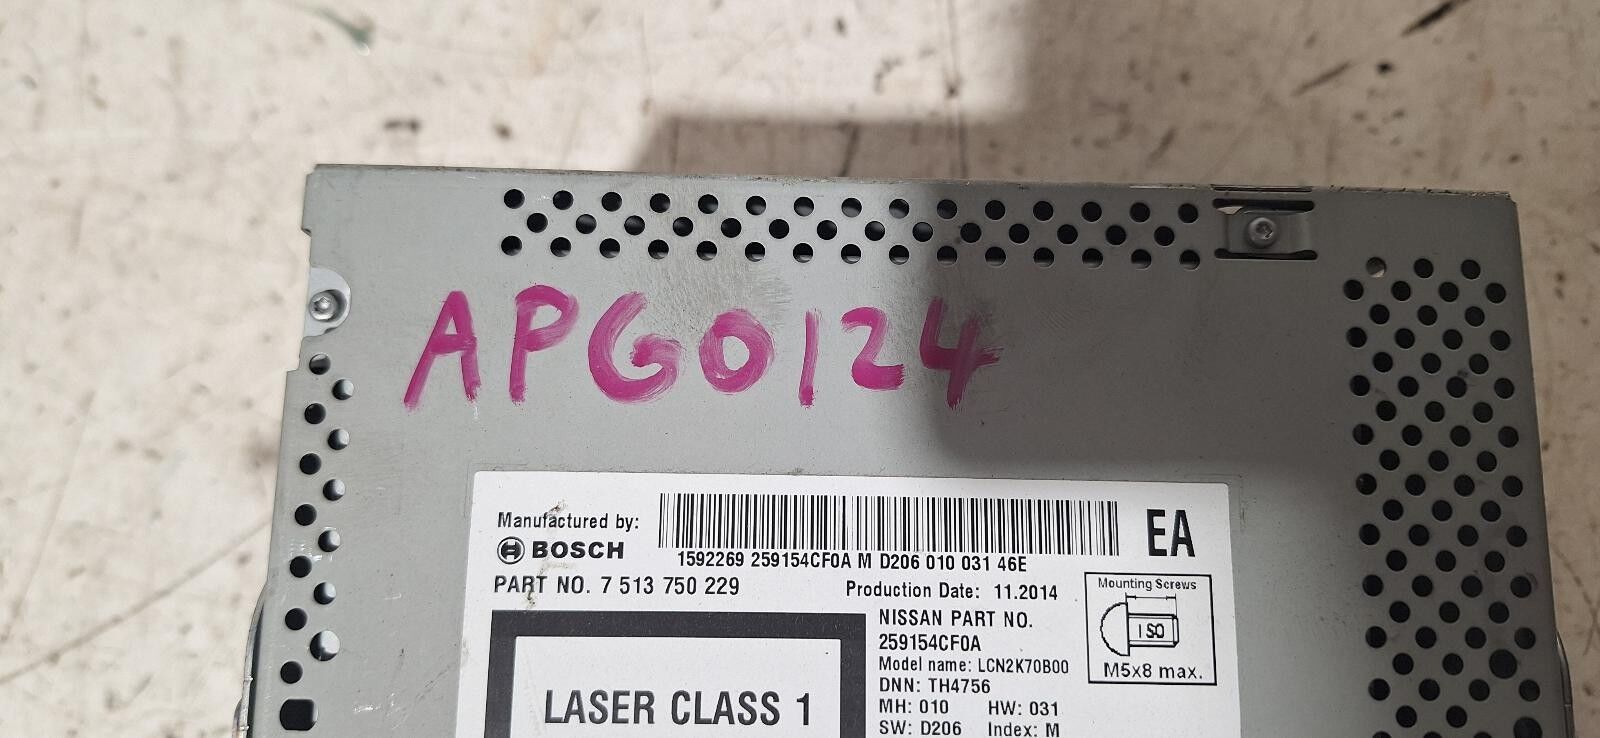 APG0124
Manufactured by:
BOSCH
1592269 259154CF0A M D206 010 031 46E
EA
PART NO. 7 513 750 229
Production Date: 11.2014
Mounting Screws
ISO
M5x8 max.
NISSAN PART NO.
259154CF0A
Model name: LCN2K70B00
DNN: TH4756
MH: 010 HW: 031
SW: D206 Index: M
LASER CLASS 1